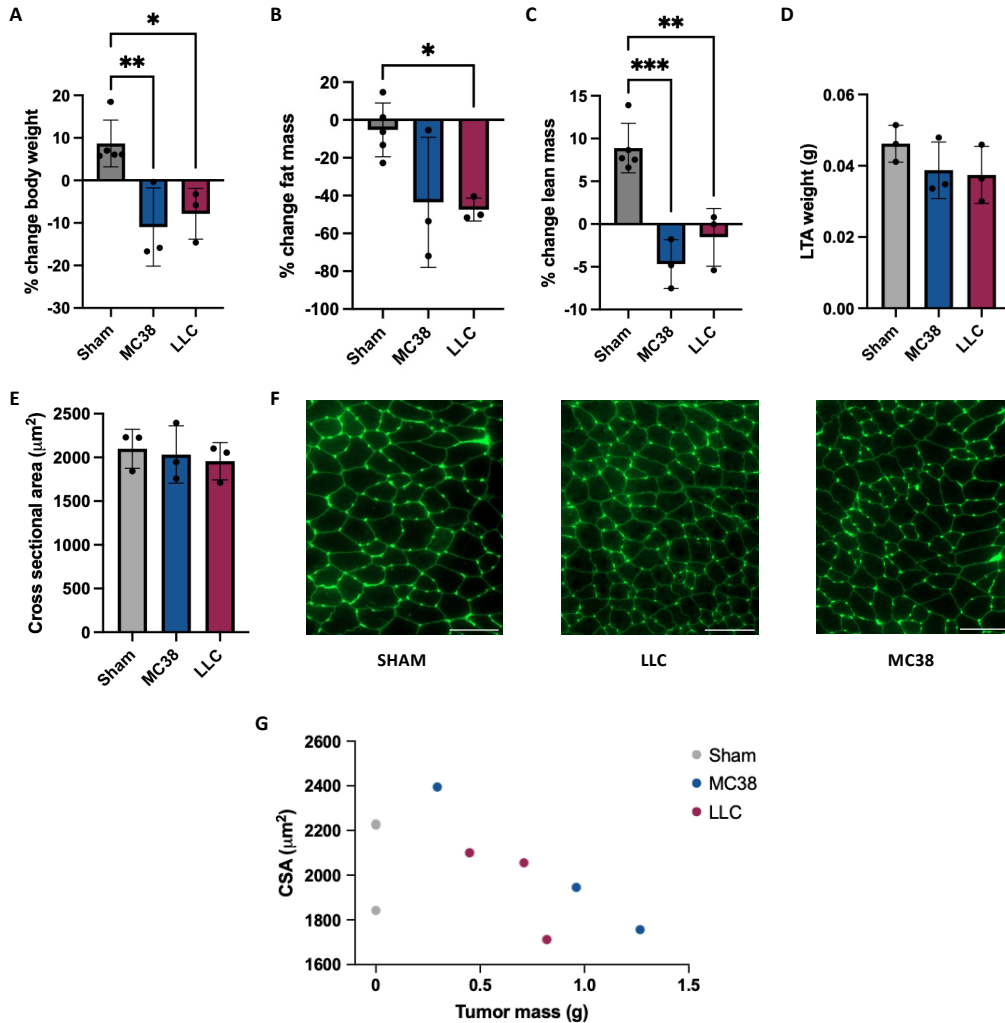 A
% change body weight
20
10
0
-10
-20
-30
**
*
Sham
MC38
LLC
B
% change fat mass
20
0
-20
-40
-60
-80
-100
*
Sham
MC38
LLC
C
% change lean mass
15
10
5
0
-5
-10
***
**
Sham
MC38
LLC
D
LTA weight (g)
0.06
0.04
0.02
0.00
Sham
MC38
LLC
E
Cross sectional area (μm²)
2500
2000
1500
1000
500
0
Sham
MC38
LLC
F
SHAM
LLC
MC38
G
CSA (μm²)
2600
2400
2200
2000
1800
1600
0
0.5
1.0
1.5
Tumor mass (g)
Sham
MC38
LLC